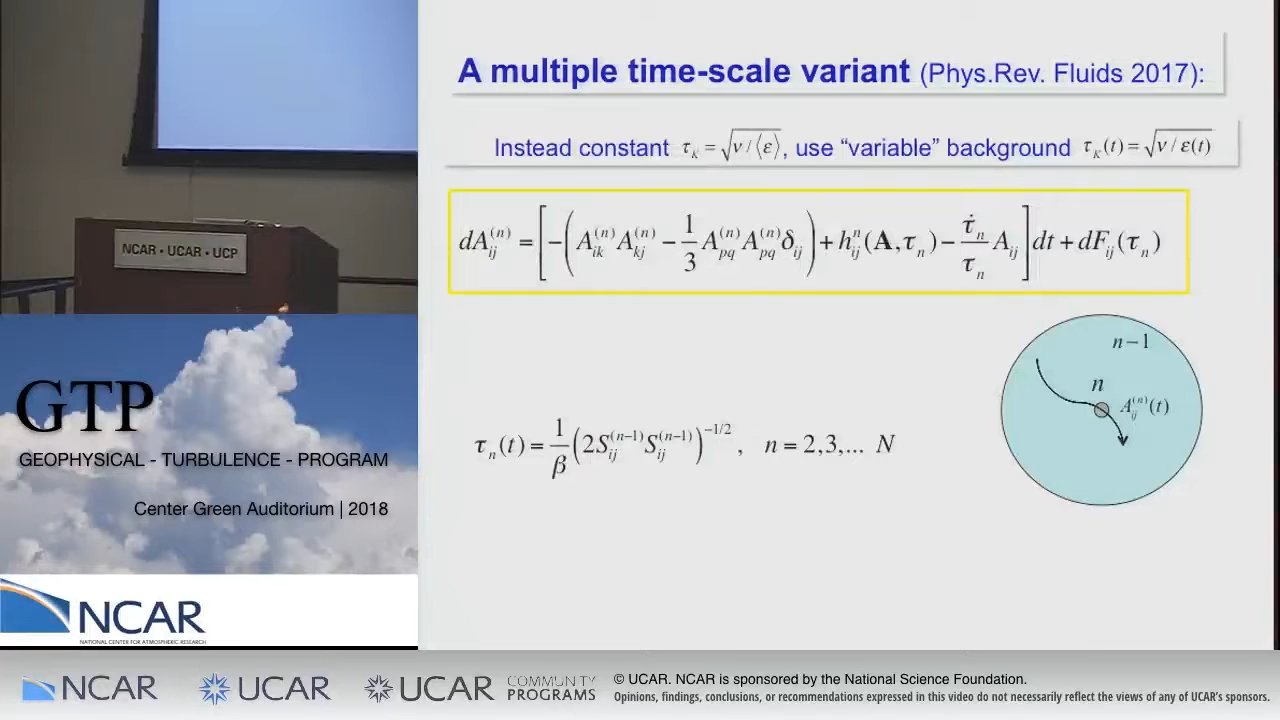 A multiple time-scale variant (Phys.Rev. Fluids 2017):
Instead constant τ_K = √(ν / ⟨ε⟩), use “variable” background τ_K(t) = √(ν / ε(t))
dA_ij^(n) = [ −( A_ik^(n) A_kj^(n) − 1/3 A_pq^(n) A_pq^(n) δ_ij ) + h_ij^n (A, τ_n) − τ̇_n/τ_n A_ij ] dt + dF_ij (τ_n)
n−1
n
A_ij^(n)(t)
τ_n(t) = 1/β ( 2S_ij^(n−1) S_ij^(n−1) )^−1/2 , n = 2,3,... N
NCAR • UCAR • UCP
GTP
GEOPHYSICAL - TURBULENCE - PROGRAM
Center Green Auditorium | 2018
NCAR
NATIONAL CENTER FOR ATMOSPHERIC RESEARCH
NCAR
UCAR
UCAR
COMMUNITY
PROGRAMS
© UCAR. NCAR is sponsored by the National Science Foundation.
Opinions, findings, conclusions, or recommendations expressed in this video do not necessarily reflect the views of any of UCAR's sponsors.